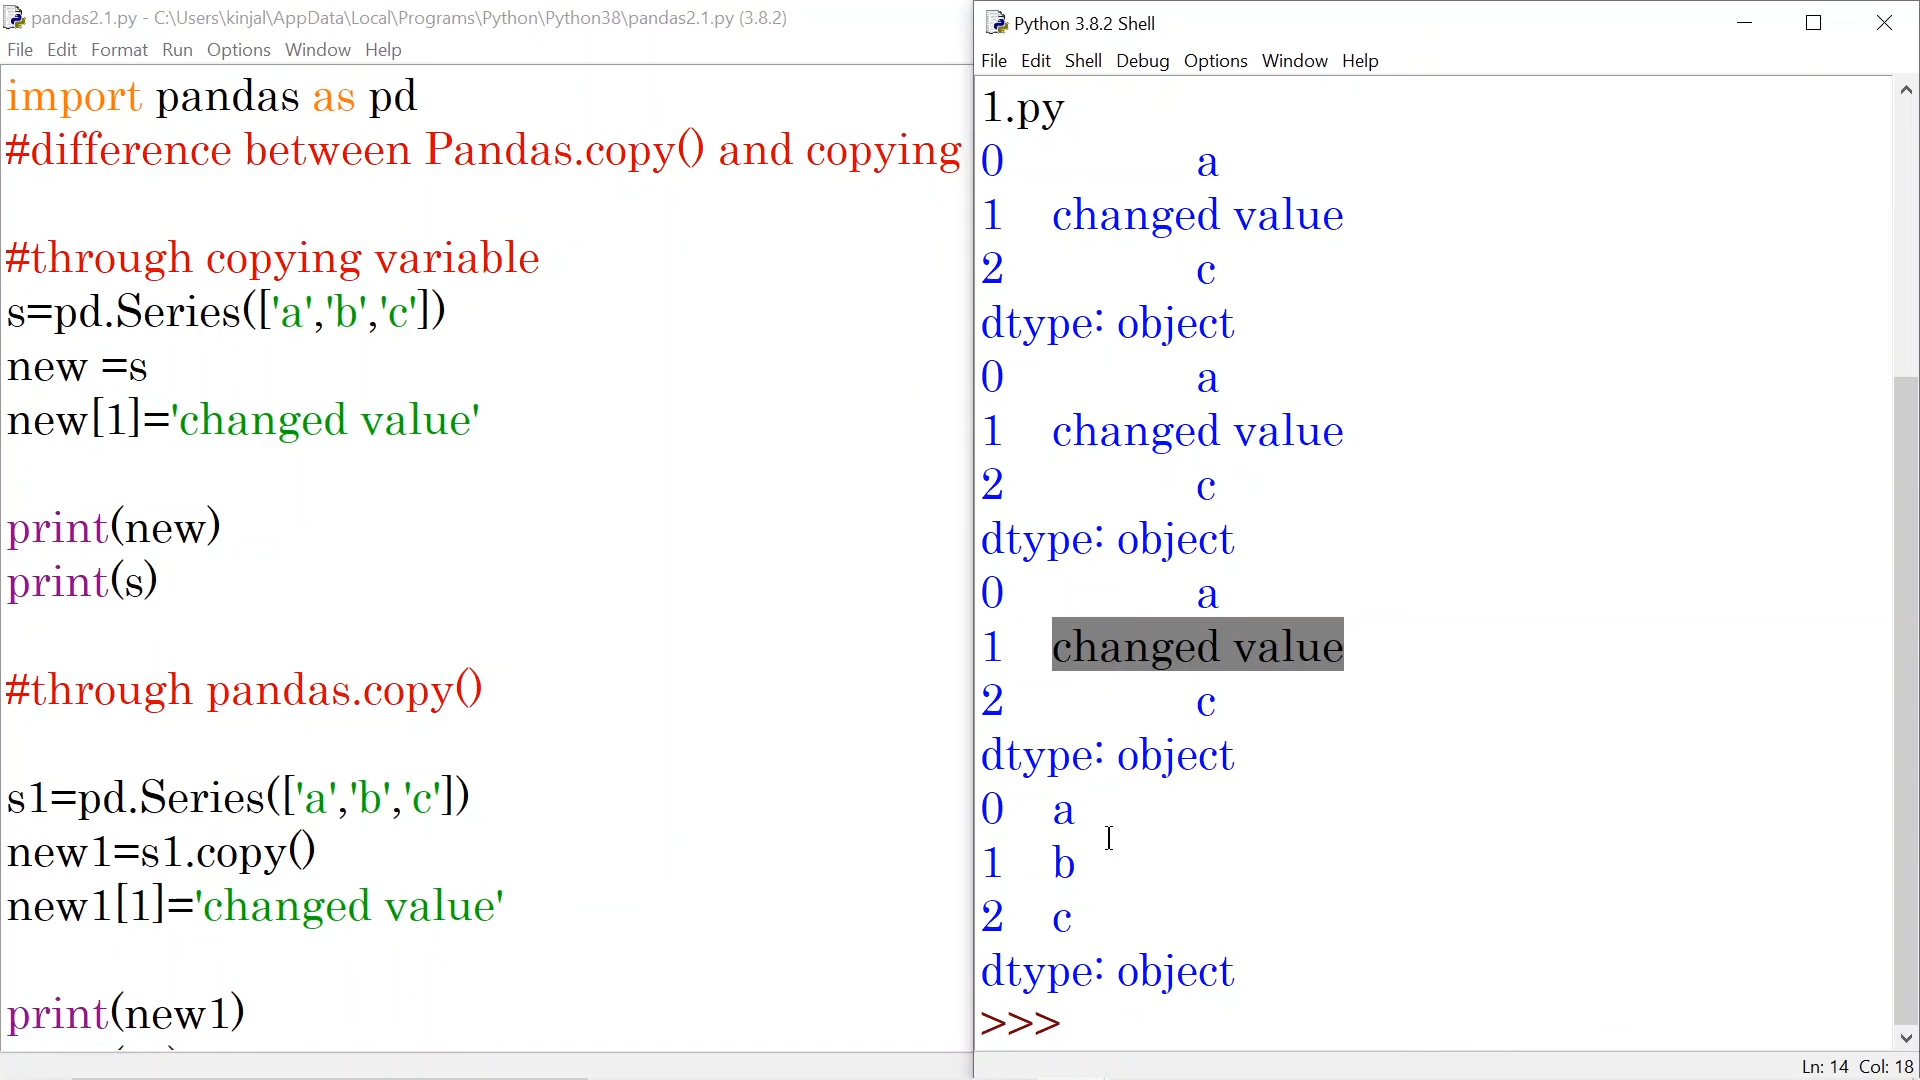 pandas2.1.py - C:\Users\kinjal\AppData\Local\Programs\Python\Python38\pandas2.1.py (3.8.2)
File Edit Format Run Options Window Help
import pandas as pd
#difference between Pandas.copy() and copying
#through copying variable
s=pd.Series(['a','b','c'])
new =s
new[1]='changed value'
print(new)
print(s)
#through pandas.copy()
s1=pd.Series(['a','b','c'])
new1=s1.copy()
new1[1]='changed value'
print(new1)
Python 3.8.2 Shell
File Edit Shell Debug Options Window Help
1.py
0 a
1 changed value
2 c
dtype: object
0 a
1 changed value
2 c
dtype: object
0 a
1 changed value
2 c
dtype: object
0 a
1 b
2 c
dtype: object
>>>
Ln: 14 Col: 18